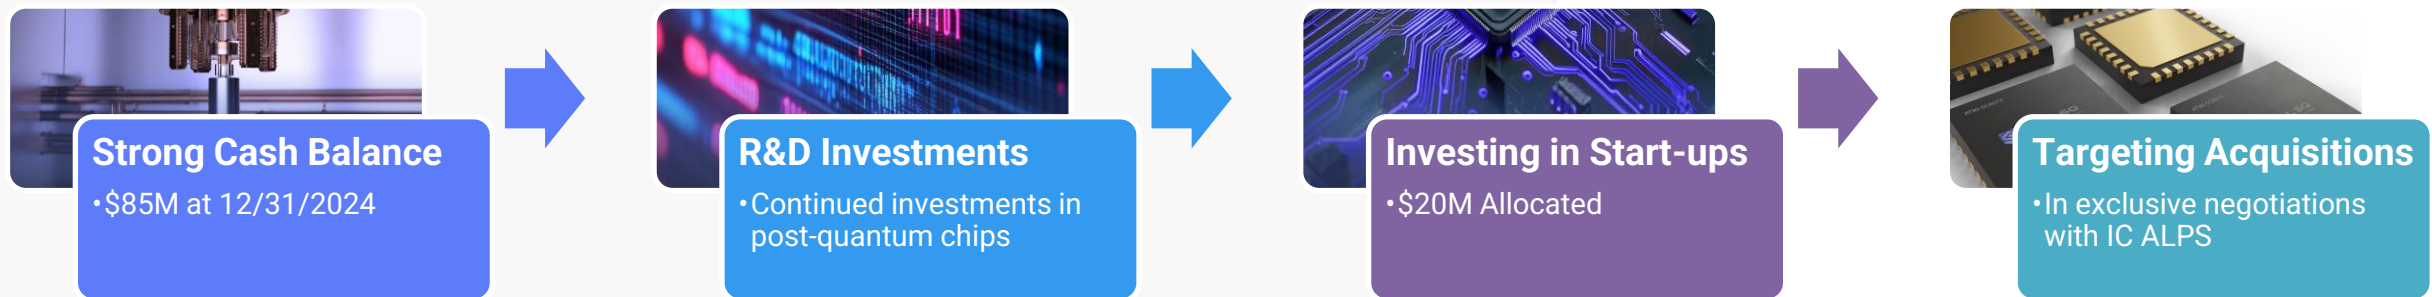 Strong Cash Balance
•$85M at 12/31/2024
R&D Investments
•Continued investments in
post-quantum chips
Investing in Start-ups
•$20M Allocated
Targeting Acquisitions
•In exclusive negotiations
with IC ALPS